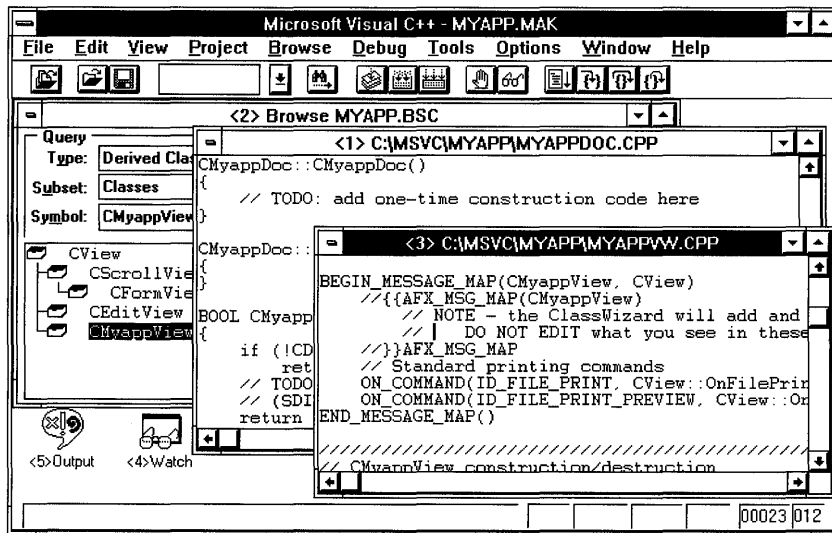 Microsoft Visual C++ - MYAPP.MAK
File Edit View Project Browse Debug Tools Options Window Help
<2> Browse MYAPP.BSC
Query
Type: Derived Clas
Subset: Classes
Symbol: CMyappView
CView
CScrollVie
CFormVie
CEditView
CMyappView
<1> C:\MSVC\MYAPP\MYAPPDOC.CPP
CMyappDoc::CMyappDoc()
{
// TODO: add one-time construction code here
}
CMyappDoc::
{
}
BOOL CMyapp
{
if (!CD
ret
// TODO
// (SDI
return
<3> C:\MSVC\MYAPP\MYAPPVW.CPP
BEGIN_MESSAGE_MAP(CMyappView, CView)
//{{AFX_MSG_MAP(CMyappView)
// NOTE - the ClassWizard will add and
// DO NOT EDIT what you see in these
//}}AFX_MSG_MAP
// Standard printing commands
ON_COMMAND(ID_FILE_PRINT, CView::OnFilePrin
ON_COMMAND(ID_FILE_PRINT_PREVIEW, CView::On
END_MESSAGE_MAP()
/////////////////////////////////////////////
// CMyappView construction/destruction
<5>Output <4>Watch
00023 012